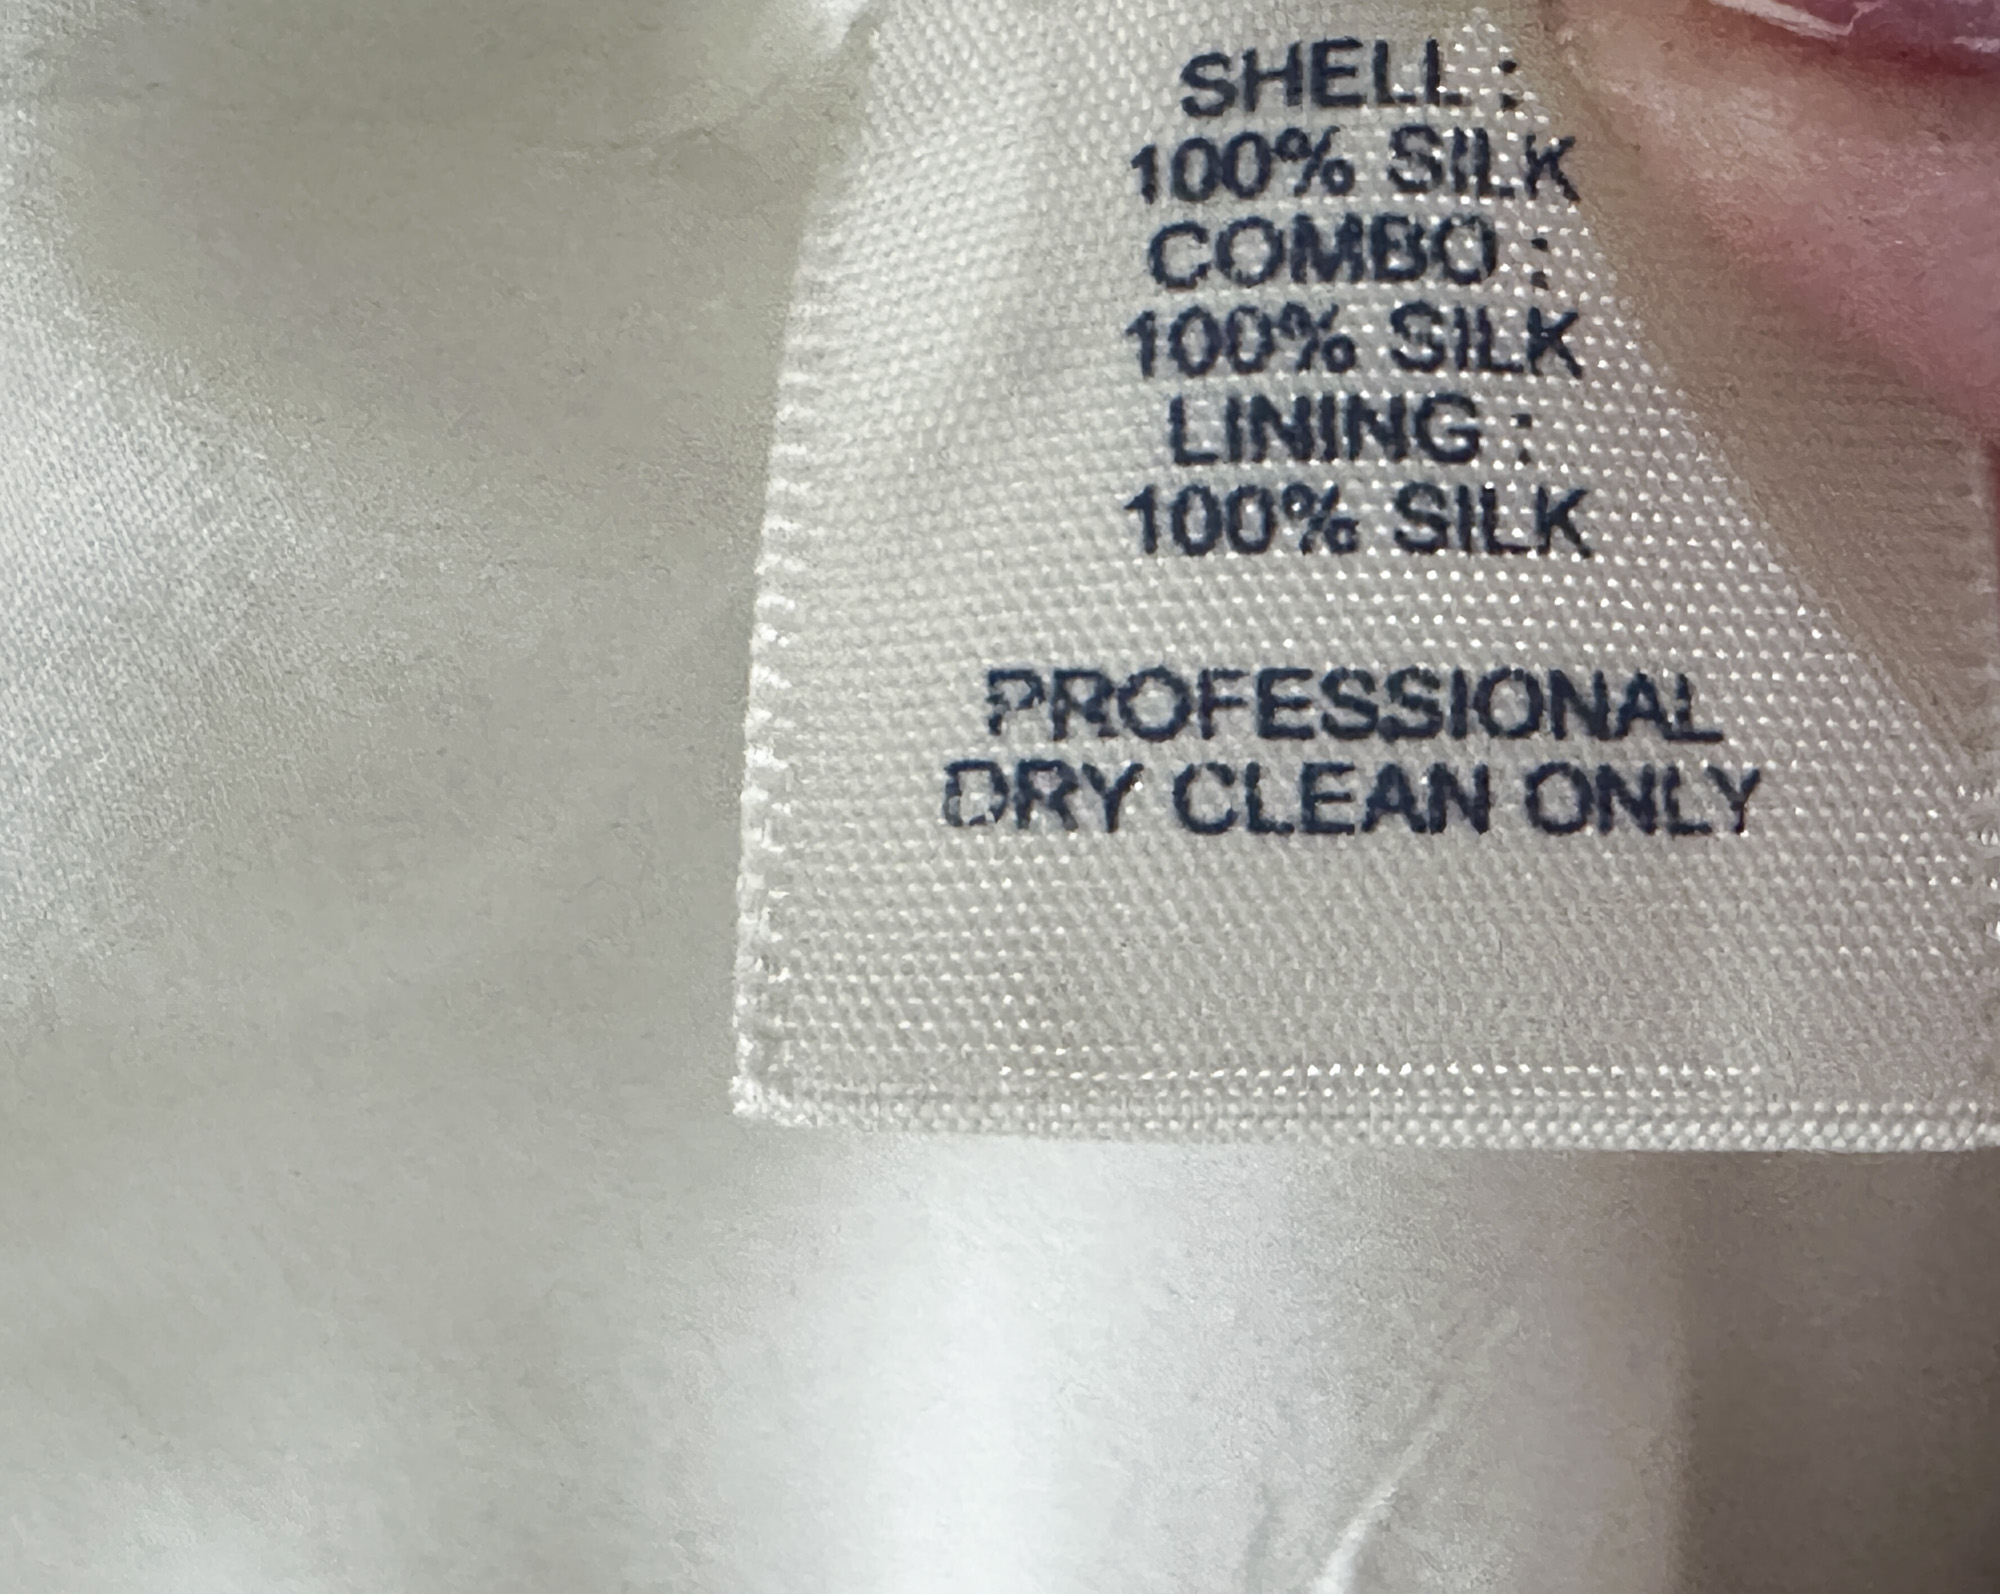 SHELL :
100% SILK
COMBO :
100% SILK
LINING :
100% SILK
PROFESSIONAL
DRY CLEAN ONLY